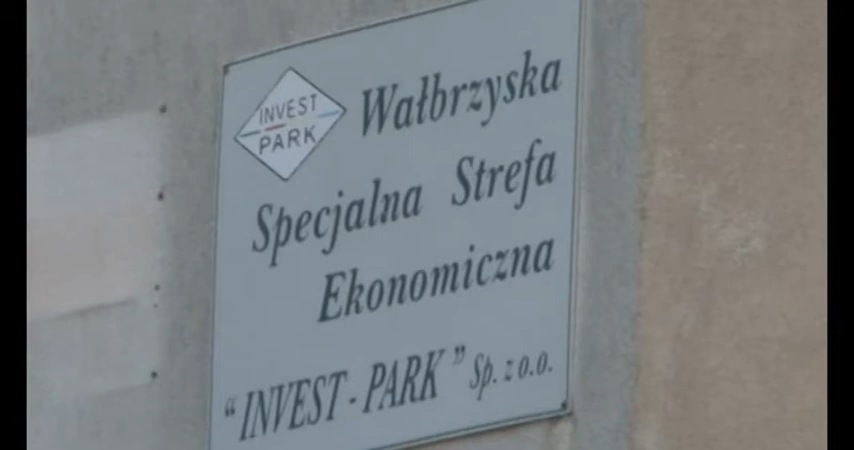 INVEST
PARK
Wałbrzyska
Specjalna Strefa
Ekonomiczna
“INVEST - PARK” Sp. z o.o.